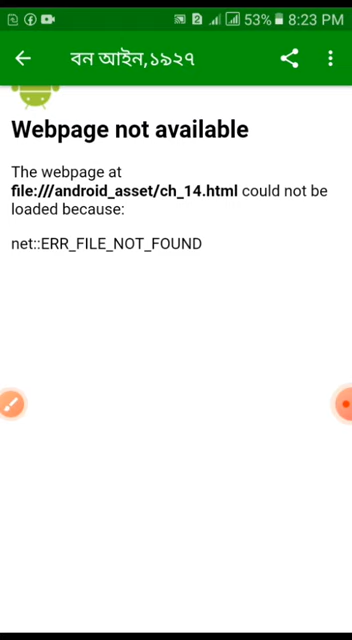 53% 8:23 PM
বন আইন,১৯২৭
Webpage not available
The webpage at
file:///android_asset/ch_14.html could not be
loaded because:
net::ERR_FILE_NOT_FOUND